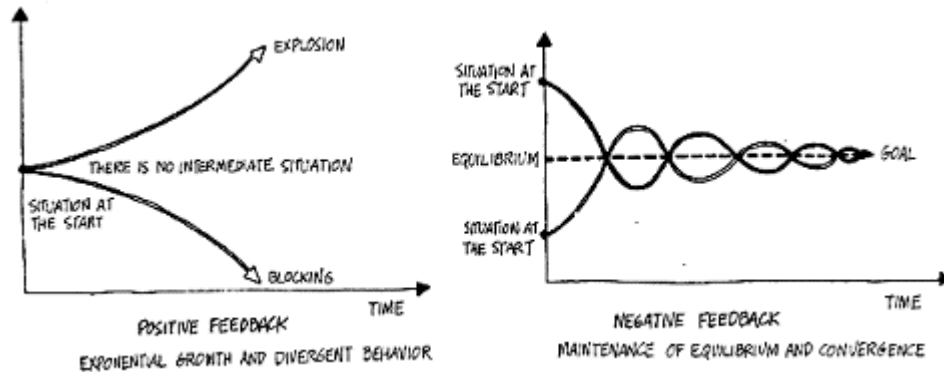 EXPLOSION
THERE IS NO INTERMEDIATE SITUATION
SITUATION AT
THE START
BLOCKING
TIME
POSITIVE FEEDBACK
EXPONENTIAL GROWTH AND DIVERGENT BEHAVIOR
SITUATION AT
THE START
EQUILIBRIUM
GOAL
SITUATION AT
THE START
TIME
NEGATIVE FEEDBACK
MAINTENANCE OF EQUILIBRIUM AND CONVERGENCE